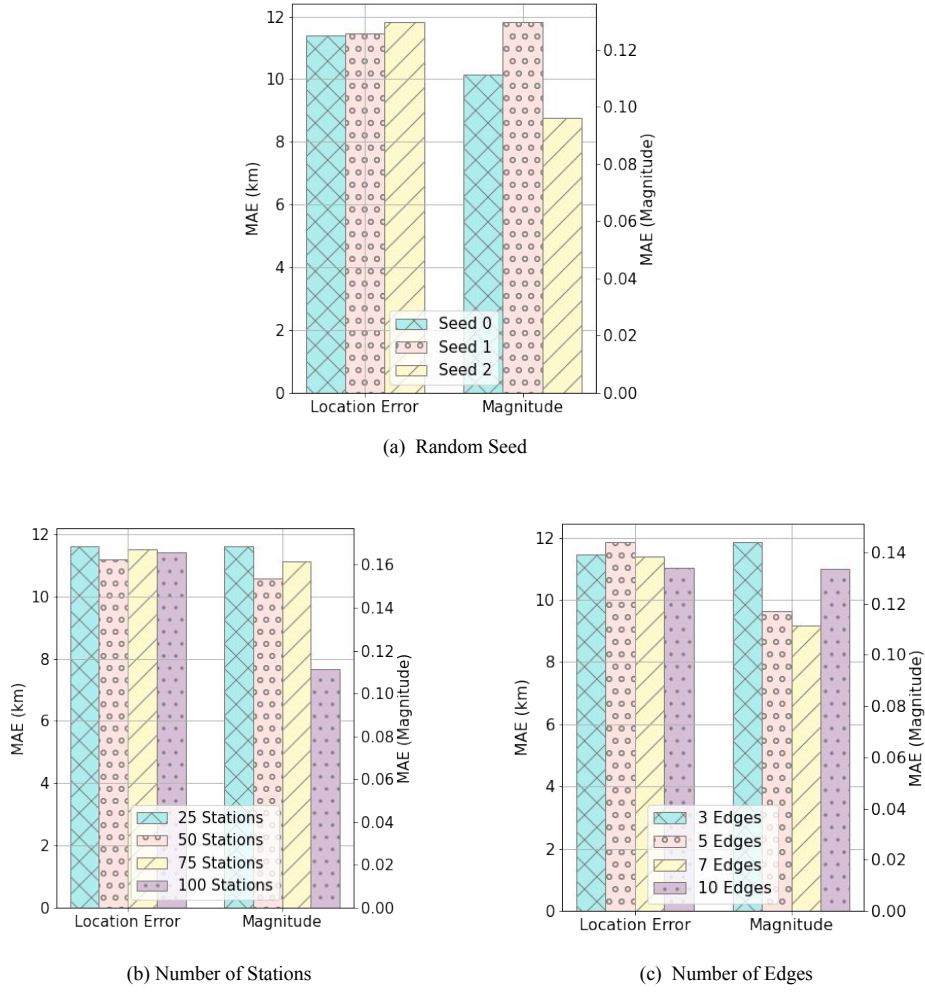 12
10
8
6
4
2
0
MAE (km)
0.12
0.10
0.08
0.06
0.04
0.02
0.00
MAE (Magnitude)
Seed 0
Seed 1
Seed 2
Location Error
Magnitude
(a) Random Seed
12
10
8
6
4
2
0
MAE (km)
0.16
0.14
0.12
0.10
0.08
0.06
0.04
0.02
0.00
MAE (Magnitude)
25 Stations
50 Stations
75 Stations
100 Stations
Location Error
Magnitude
(b) Number of Stations
12
10
8
6
4
2
0
MAE (km)
0.14
0.12
0.10
0.08
0.06
0.04
0.02
0.00
MAE (Magnitude)
3 Edges
5 Edges
7 Edges
10 Edges
Location Error
Magnitude
(c) Number of Edges